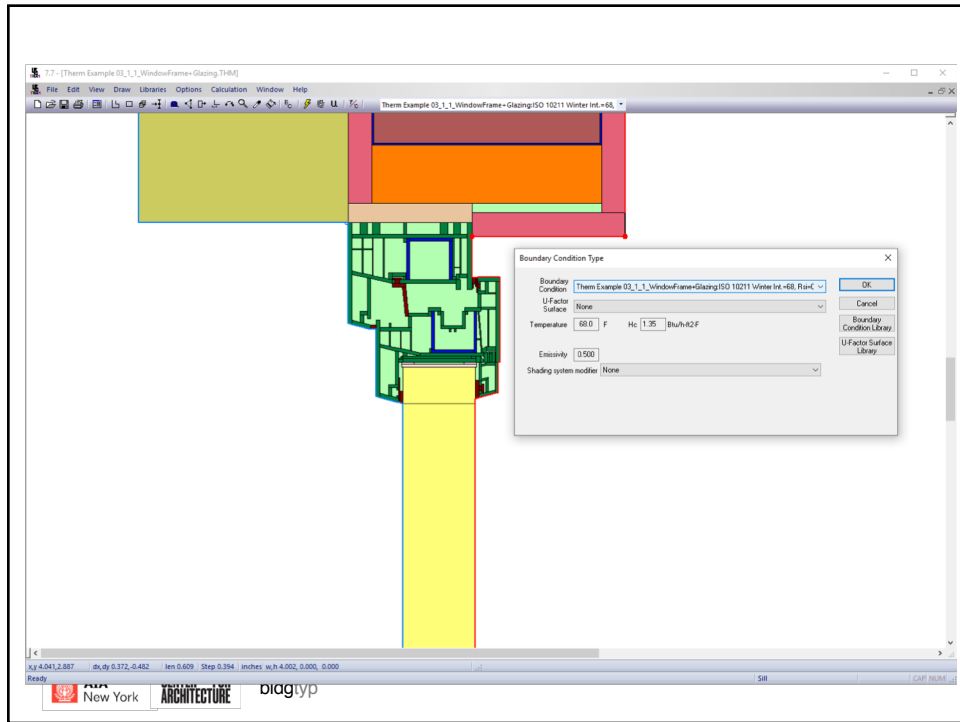 7.7 - [Therm Example 03_1_1_WindowFrame+Glazing.THM]
File Edit View Draw Libraries Options Calculation Window Help
Therm Example 03_1_1_WindowFrame+Glazing:ISO 10211 Winter Int.=68,
Boundary Condition Type
Boundary Condition
Therm Example 03_1_1_WindowFrame+Glazing:ISO 10211 Winter Int.=68, Rsi=
OK
U-Factor Surface
None
Cancel
Temperature 68.0 F Hc 1.35 Btu/h-ft2-F
Boundary Condition Library
U-Factor Surface Library
Emissivity 0.500
Shading system modifier None
x,y 4.041,2.887 dx,dy 0.372,-0.482 len 0.609 Step 0.394 inches w,h 4.002, 0.000, 0.000
Ready Sill CAP NUM
AIA
New York
CENTER FOR
ARCHITECTURE
bldgtyp